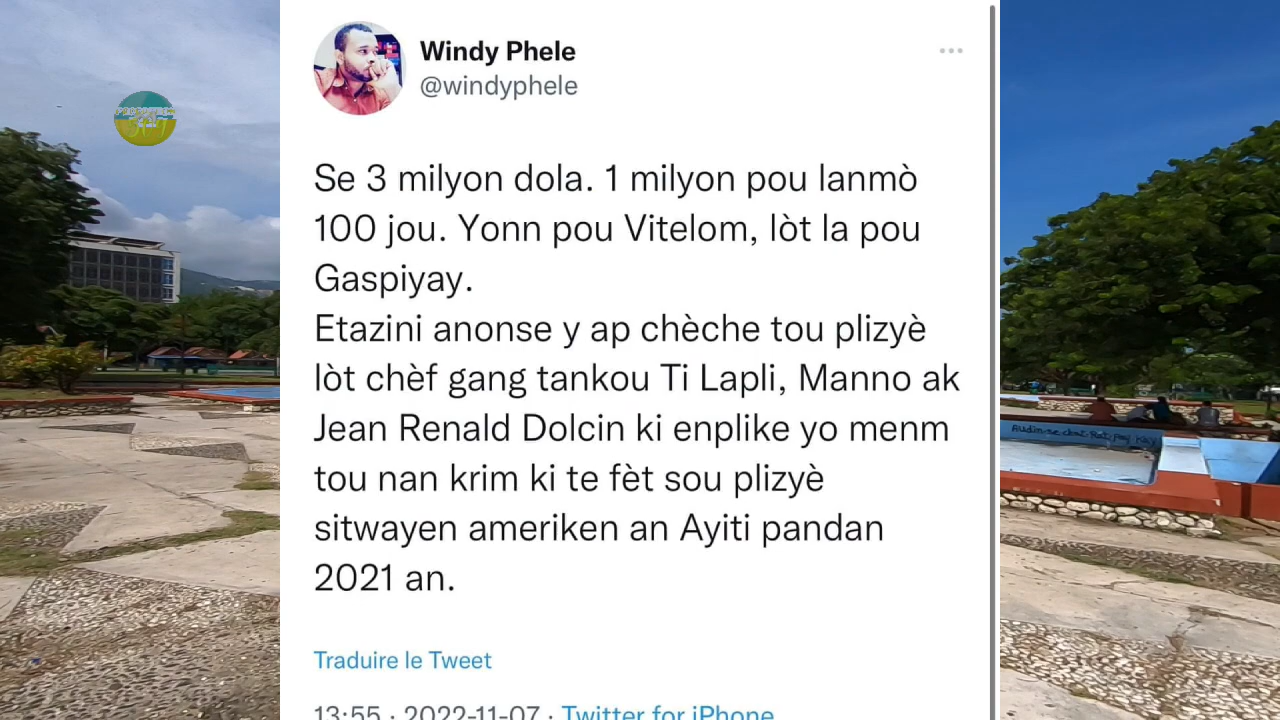 Windy Phele
@windyphele
Se 3 milyon dola. 1 milyon pou lanmò
100 jou. Yonn pou Vitelom, lòt la pou
Gaspiyay.
Etazini anonse y ap chèche tou plizyè
lòt chèf gang tankou Ti Lapli, Manno ak
Jean Renald Dolcin ki enplike yo menm
tou nan krim ki te fèt sou plizyè
sitwayen ameriken an Ayiti pandan
2021 an.
Traduire le Tweet
13:55 · 2022-11-07 · Twitter for iPhone